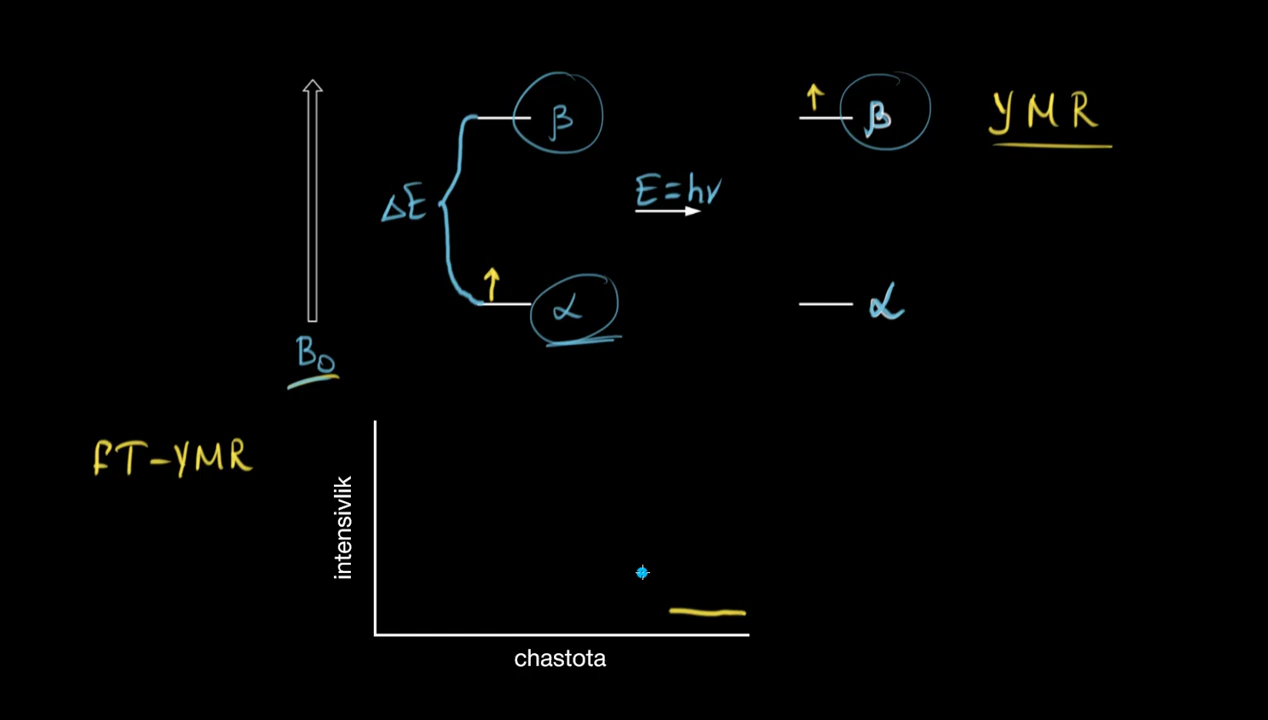 β
β
YMR
ΔE
E=hν
α
α
B₀
FT-YMR
intensivlik
chastota